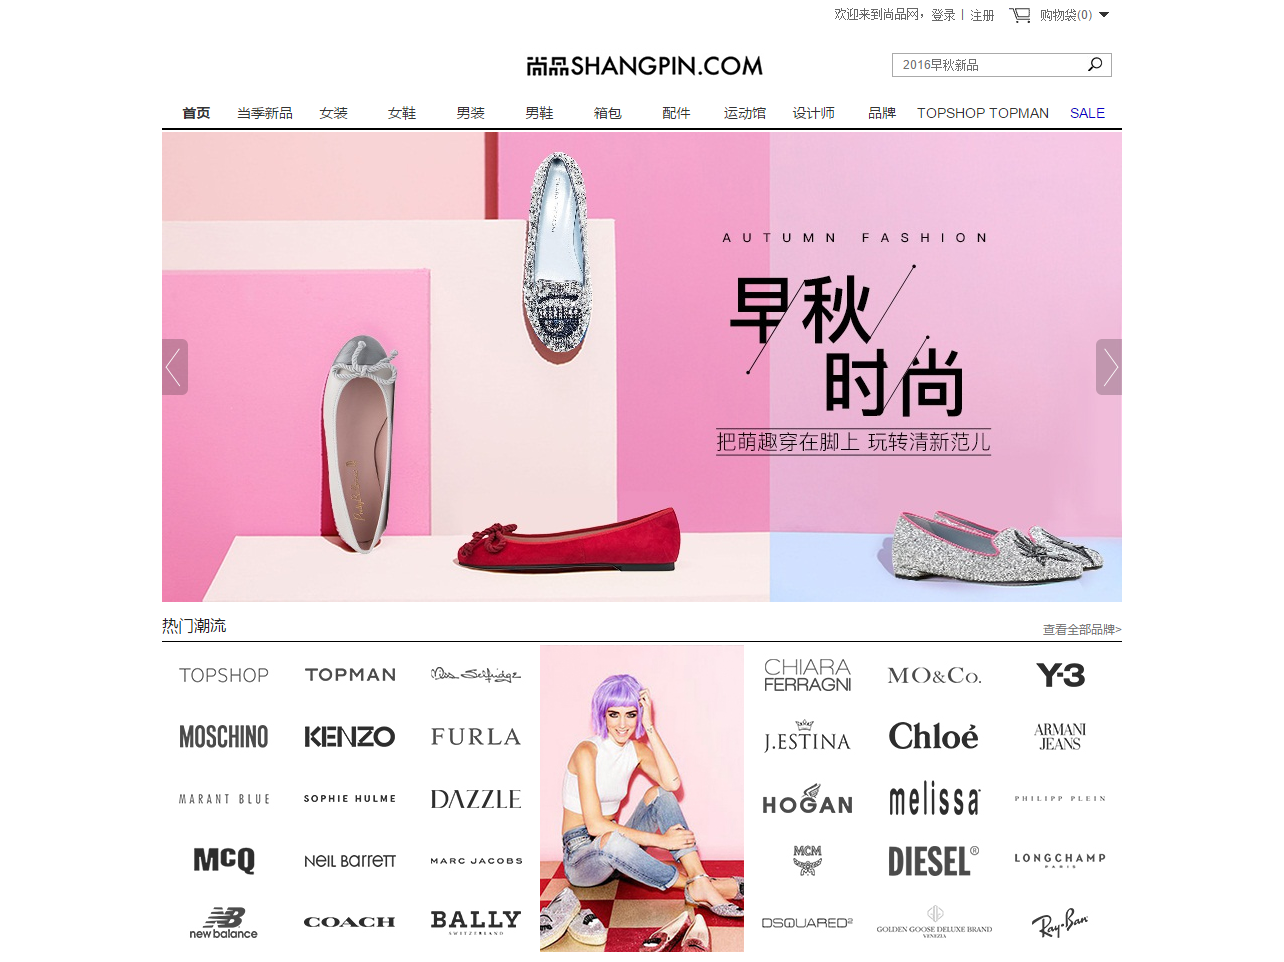 欢迎来到尚品网，登录 | 注册 购物袋(0)
尚品SHANGPIN.COM
2016早秋新品
首页 当季新品 女装 女鞋 男装 男鞋 箱包 配件 运动馆 设计师 品牌 TOPSHOP TOPMAN SALE
AUTUMN FASHION
早秋
时尚
把萌趣穿在脚上 玩转清新范儿
热门潮流 查看全部品牌>
TOPSHOP TOPMAN Miss Selfridge CHIARA FERRAGNI MO&Co. Y-3
MOSCHINO KENZO FURLA J.ESTINA Chloé ARMANI JEANS
MARANT BLUE SOPHIE HULME DAZZLE HOGAN melissa PHILIPP PLEIN
McQ NEIL BARRETT MARC JACOBS MCM DIESEL® LONGCHAMP PARIS
new balance COACH BALLY SWITZERLAND DSQUARED2 GOLDEN GOOSE DELUXE BRAND VENEZIA Ray-Ban